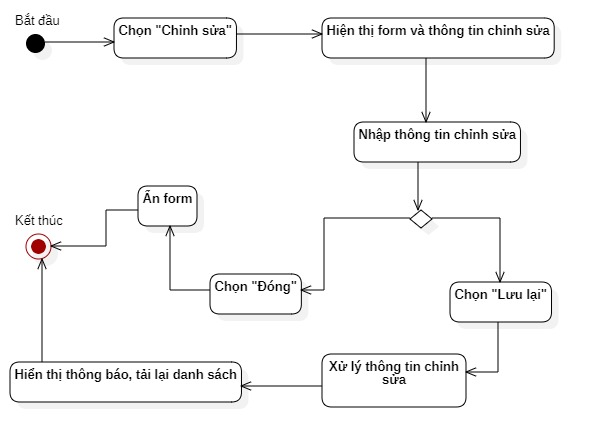 Bắt đầu
Chọn "Chỉnh sửa"
Hiện thị form và thông tin chỉnh sửa
Nhập thông tin chỉnh sửa
Ẩn form
Kết thúc
Chọn "Đóng"
Chọn "Lưu lại"
Xử lý thông tin chỉnh
sửa
Hiển thị thông báo, tải lại danh sách